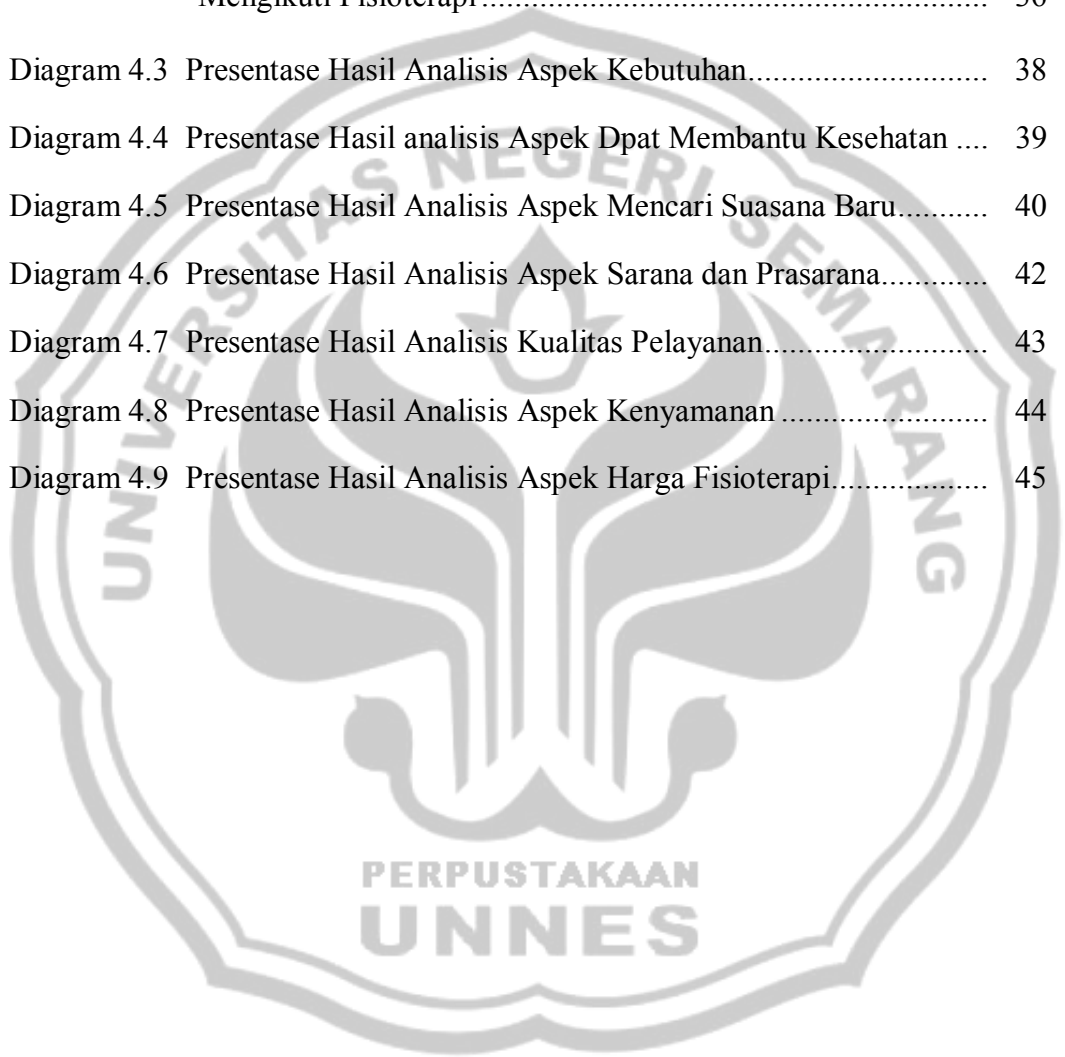 Mengikuti Fisioterapi............................................................... 36
Diagram 4.3 Presentase Hasil Analisis Aspek Kebutuhan............................ 38
Diagram 4.4 Presentase Hasil analisis Aspek Dpat Membantu Kesehatan .... 39
Diagram 4.5 Presentase Hasil Analisis Aspek Mencari Suasana Baru........... 40
Diagram 4.6 Presentase Hasil Analisis Aspek Sarana dan Prasarana............. 42
Diagram 4.7 Presentase Hasil Analisis Kualitas Pelayanan.......................... 43
Diagram 4.8 Presentase Hasil Analisis Aspek Kenyamanan ........................ 44
Diagram 4.9 Presentase Hasil Analisis Aspek Harga Fisioterapi.................. 45
UNIVERSITAS NEGERI SEMARANG
PERPUSTAKAAN
UNNES